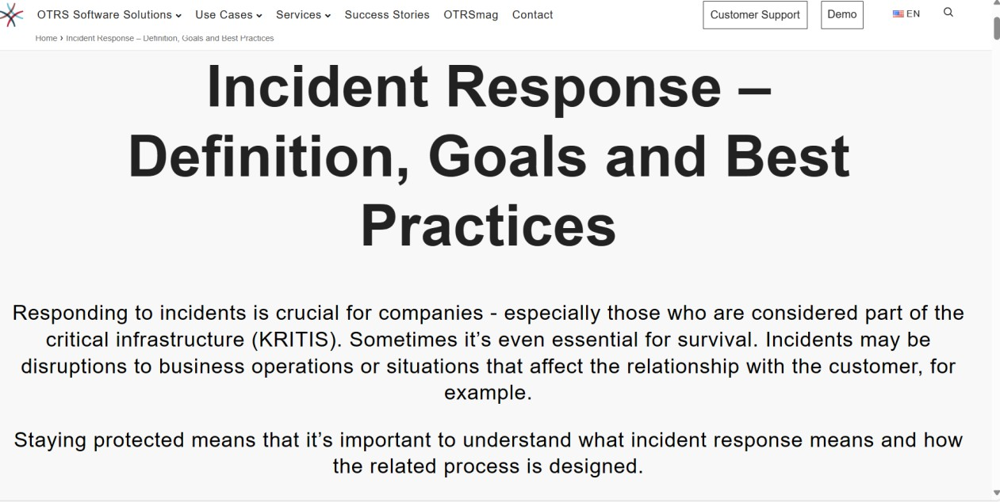 OTRS Software Solutions Use Cases Services Success Stories OTRSmag Contact Customer Support Demo EN
Home › Incident Response – Definition, Goals and Best Practices
Incident Response –
Definition, Goals and Best
Practices
Responding to incidents is crucial for companies - especially those who are considered part of the
critical infrastructure (KRITIS). Sometimes it’s even essential for survival. Incidents may be
disruptions to business operations or situations that affect the relationship with the customer, for
example.
Staying protected means that it’s important to understand what incident response means and how
the related process is designed.